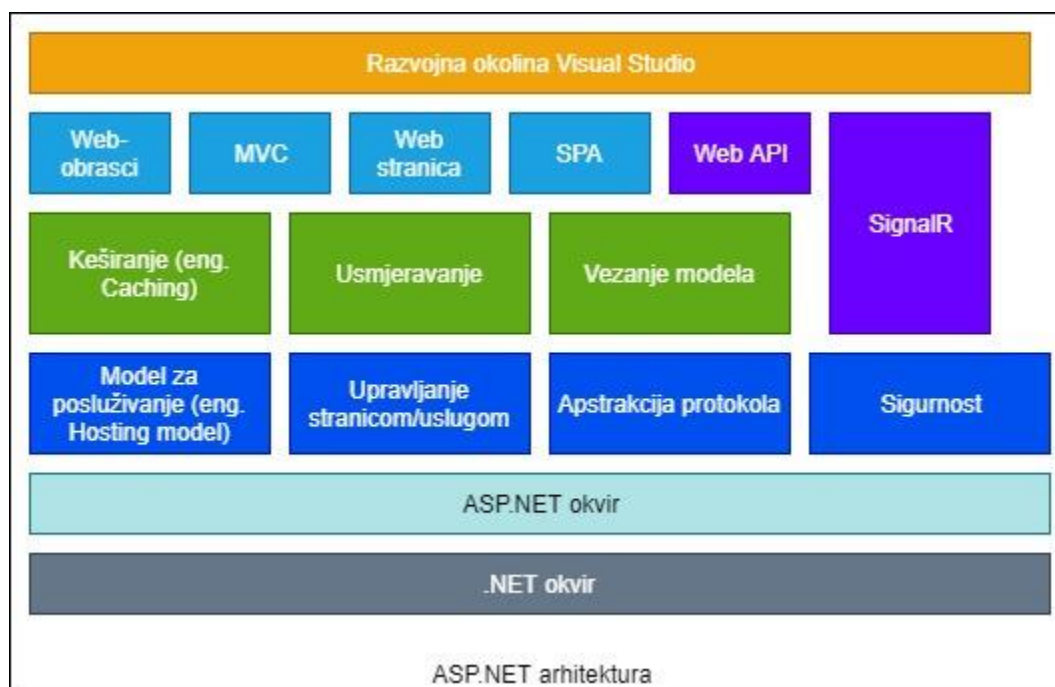 Razvojna okolina Visual Studio
Web-
obrasci
MVC
Web
stranica
SPA
Web API
SignalR
Keširanje (eng.
Caching)
Usmjeravanje
Vezanje modela
Model za
posluživanje (eng.
Hosting model)
Upravljanje
stranicom/uslugom
Apstrakcija protokola
Sigurnost
ASP.NET okvir
.NET okvir
ASP.NET arhitektura